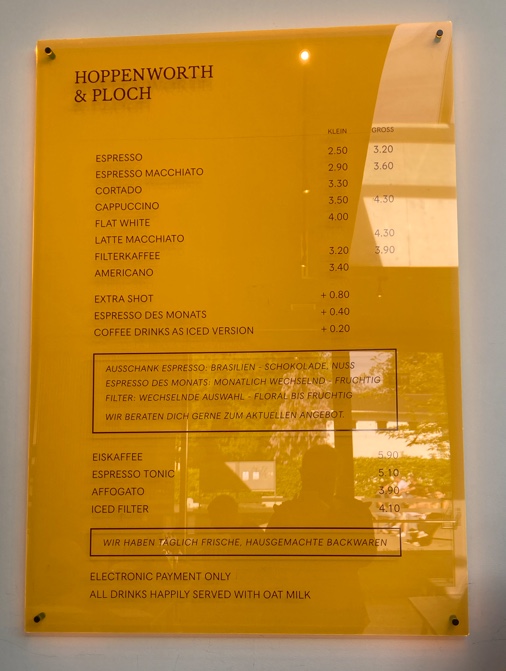 HOPPENWORTH
& PLOCH
KLEIN GROSS
ESPRESSO 2.50 3.20
ESPRESSO MACCHIATO 2.90 3.60
CORTADO 3.30
CAPPUCCINO 3.50 4.30
FLAT WHITE 4.00
LATTE MACCHIATO 4.30
FILTERKAFFEE 3.20 3.90
AMERICANO 3.40
EXTRA SHOT + 0.80
ESPRESSO DES MONATS + 0.40
COFFEE DRINKS AS ICED VERSION + 0.20
AUSSCHANK ESPRESSO: BRASILIEN - SCHOKOLADE, NUSS
ESPRESSO DES MONATS: MONATLICH WECHSELND - FRUCHTIG
FILTER: WECHSELNDE AUSWAHL - FLORAL BIS FRUCHTIG
WIR BERATEN DICH GERNE ZUM AKTUELLEN ANGEBOT.
EISKAFFEE 5.90
ESPRESSO TONIC 5.10
AFFOGATO 3.90
ICED FILTER 4.10
WIR HABEN TÄGLICH FRISCHE, HAUSGEMACHTE BACKWAREN
ELECTRONIC PAYMENT ONLY
ALL DRINKS HAPPILY SERVED WITH OAT MILK